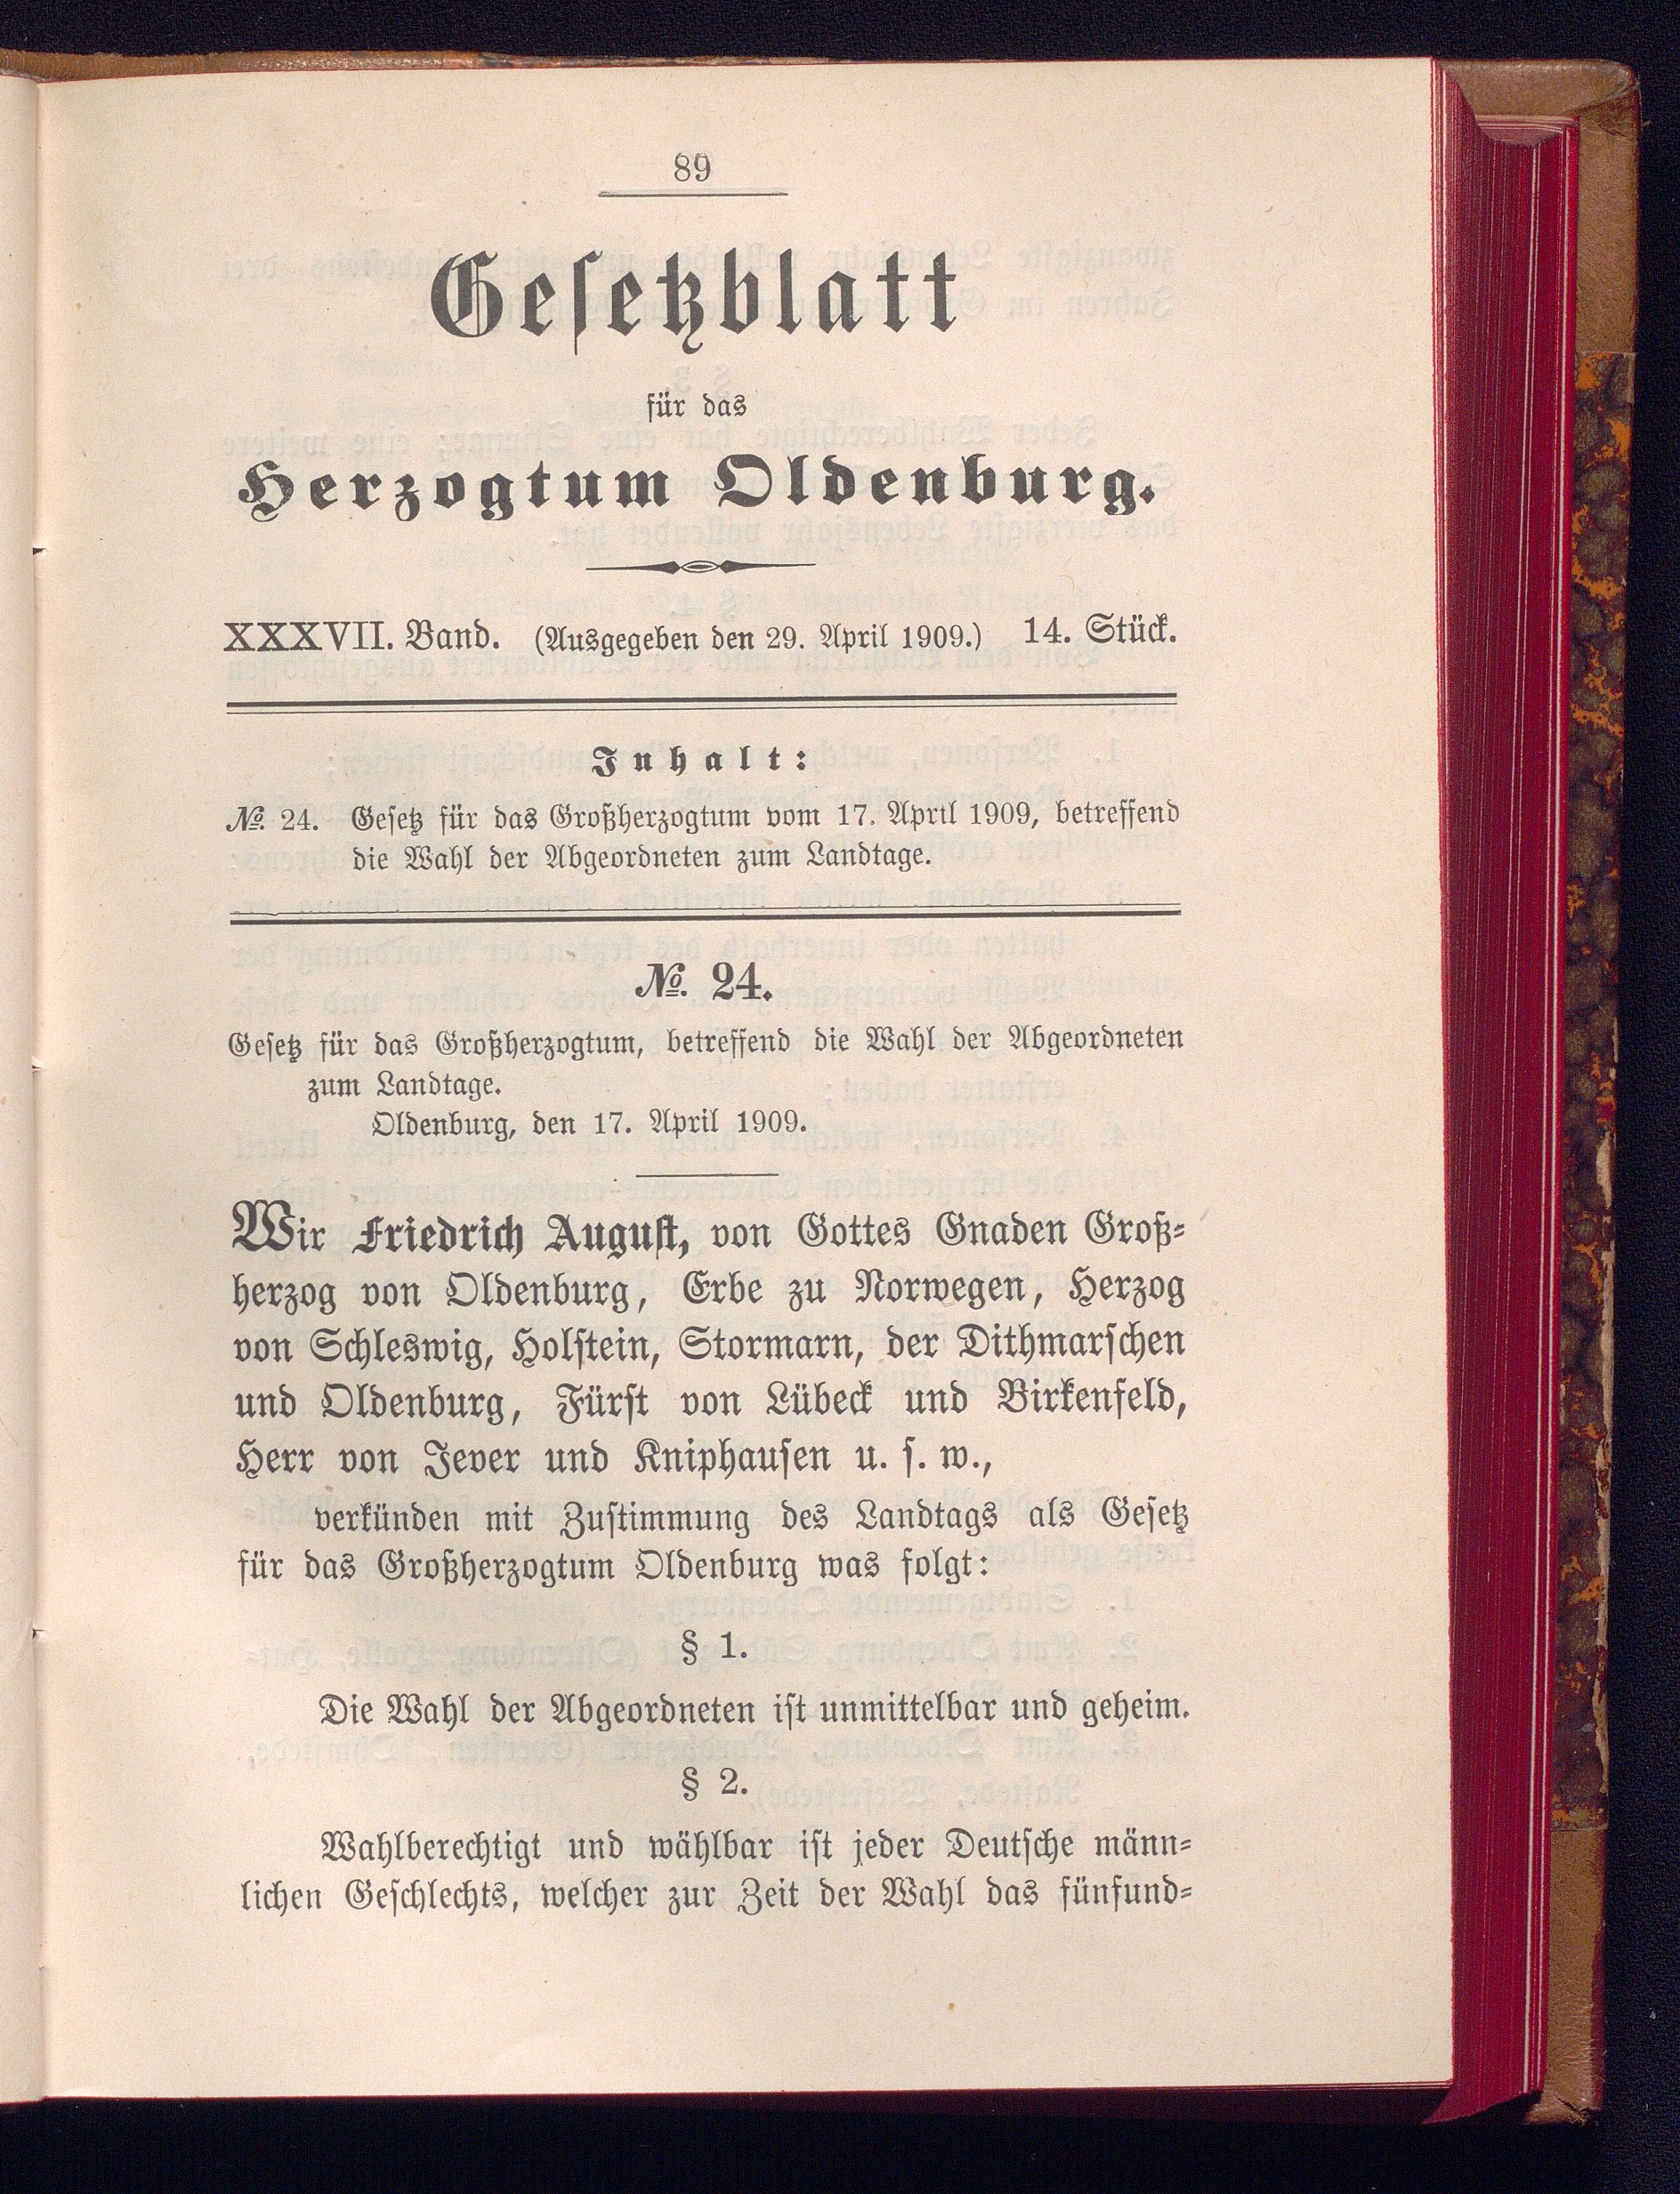 89
Gesetzblatt
für das
Herzogtum Oldenburg.
XXXVII. Band. (Ausgegeben den 29. April 1909.) 14. Stück.
Inhalt:
№. 24. Gesetz für das Großherzogtum vom 17. April 1909, betreffend
die Wahl der Abgeordneten zum Landtage.
№. 24.
Gesetz für das Großherzogtum, betreffend die Wahl der Abgeordneten
zum Landtage.
Oldenburg, den 17. April 1909.
Wir Friedrich August, von Gottes Gnaden Groß-
herzog von Oldenburg, Erbe zu Norwegen, Herzog
von Schleswig, Holstein, Stormarn, der Dithmarschen
und Oldenburg, Fürst von Lübeck und Birkenfeld,
Herr von Jever und Kniphausen u. s. w.,
verkünden mit Zustimmung des Landtags als Gesetz
für das Großherzogtum Oldenburg was folgt:
§ 1.
Die Wahl der Abgeordneten ist unmittelbar und geheim.
§ 2.
Wahlberechtigt und wählbar ist jeder Deutsche männ-
lichen Geschlechts, welcher zur Zeit der Wahl das fünfund-